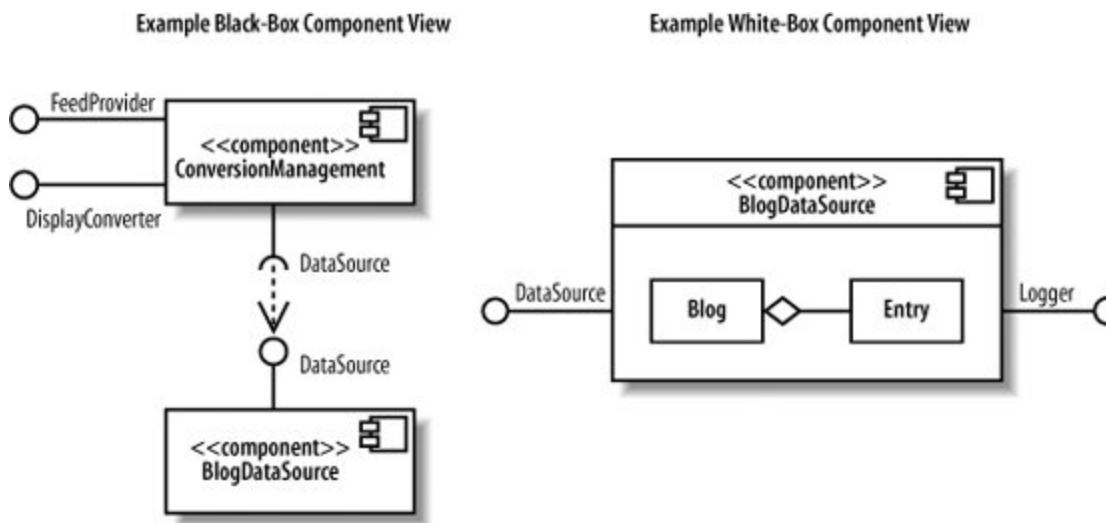 Example Black-Box Component View
FeedProvider
<<component>>
ConversionManagement
DisplayConverter
DataSource
DataSource
<<component>>
BlogDataSource
Example White-Box Component View
<<component>>
BlogDataSource
DataSource
Blog
Entry
Logger